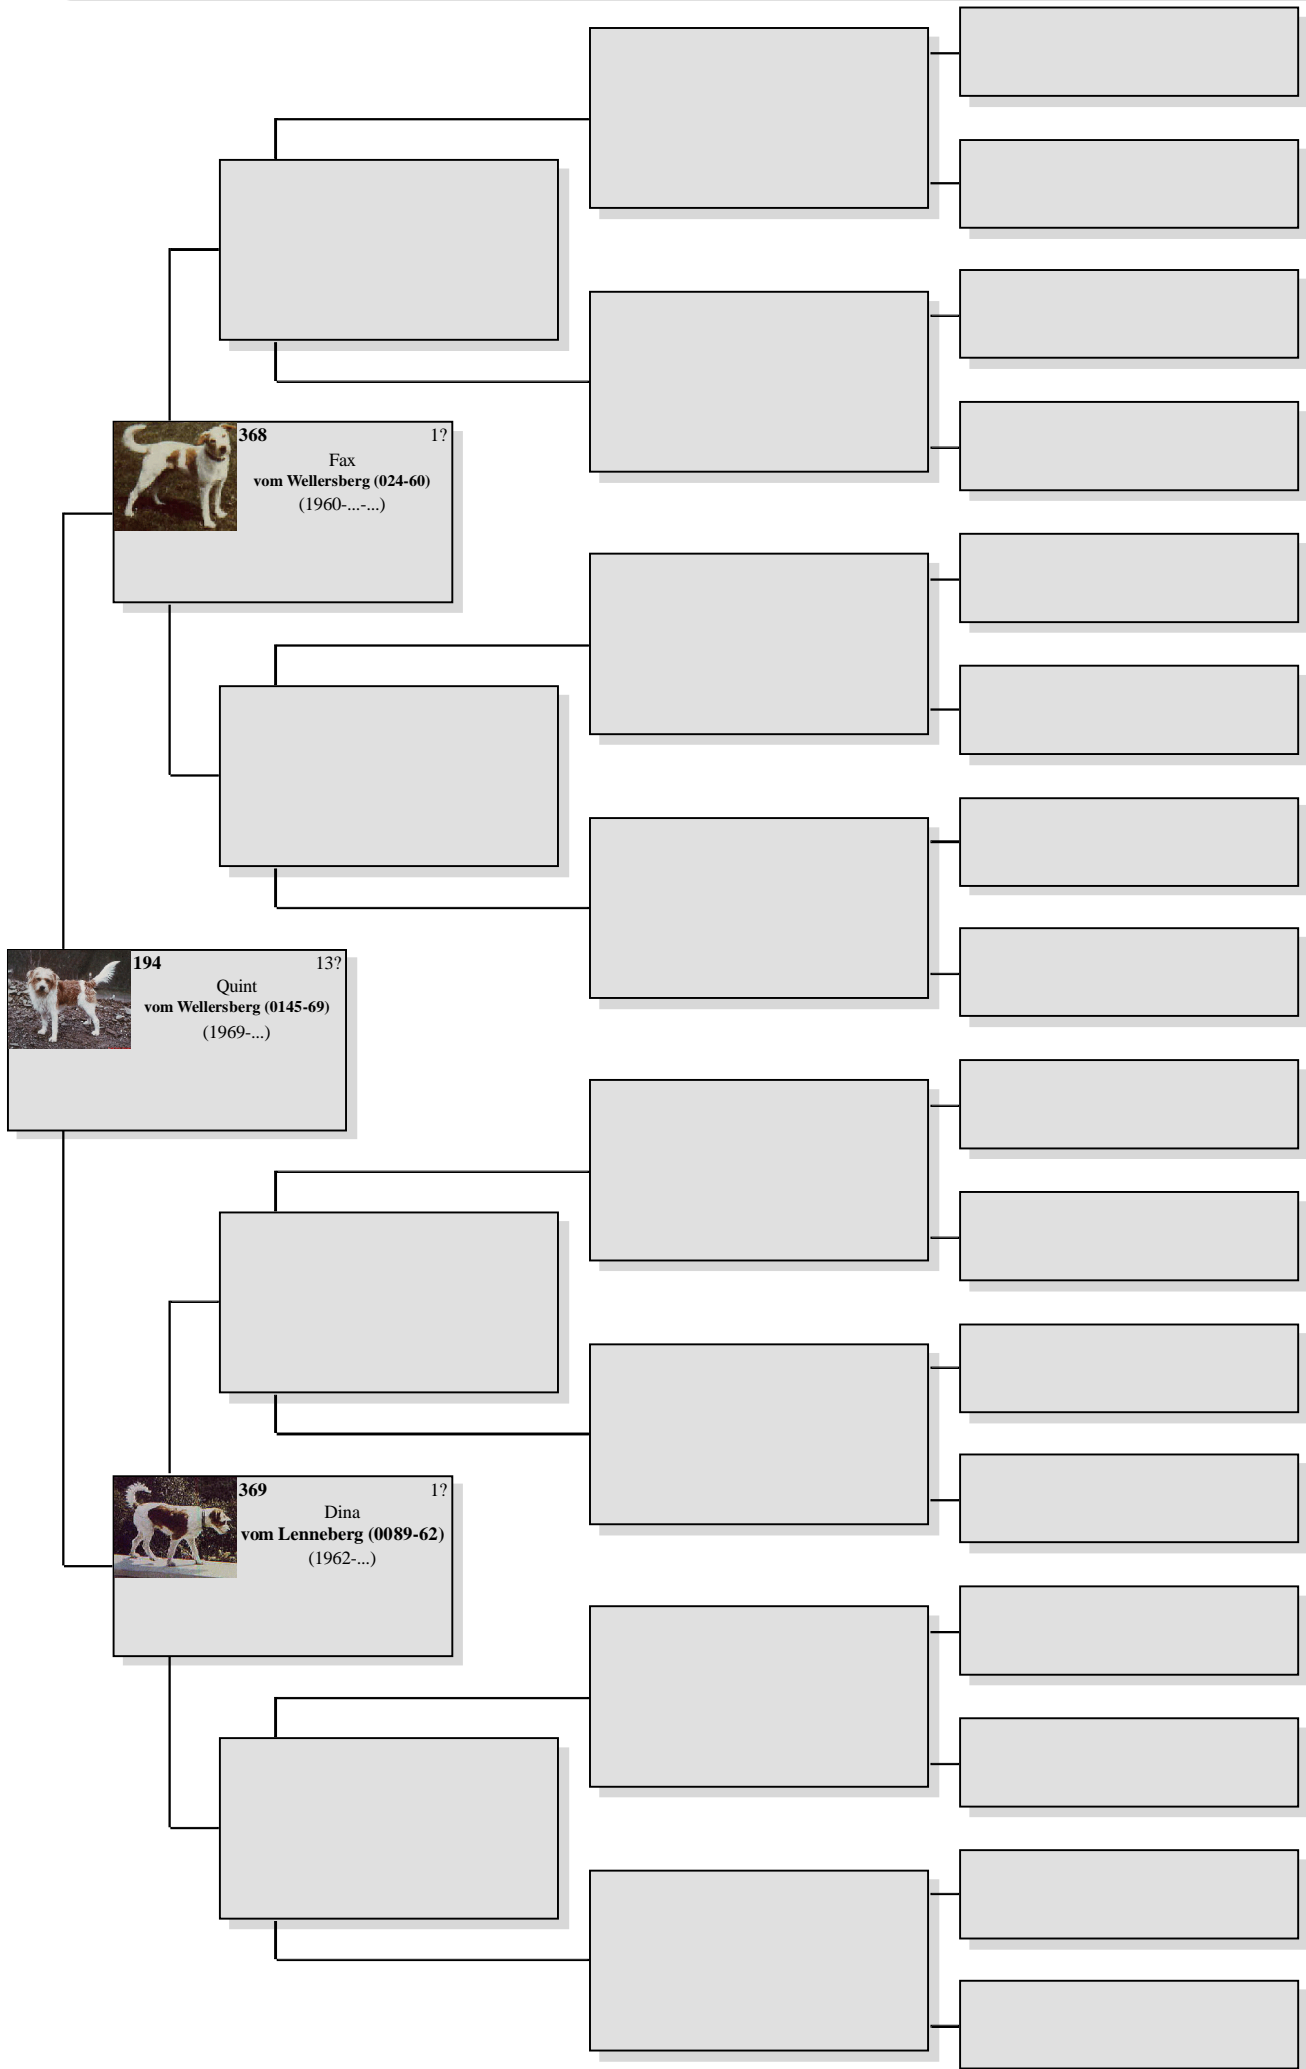 368 1?
Fax
vom Wellersberg (024-60)
(1960-...-...)
194 13?
Quint
vom Wellersberg (0145-69)
(1969-...)
369 1?
Dina
vom Lenneberg (0089-62)
(1962-...)